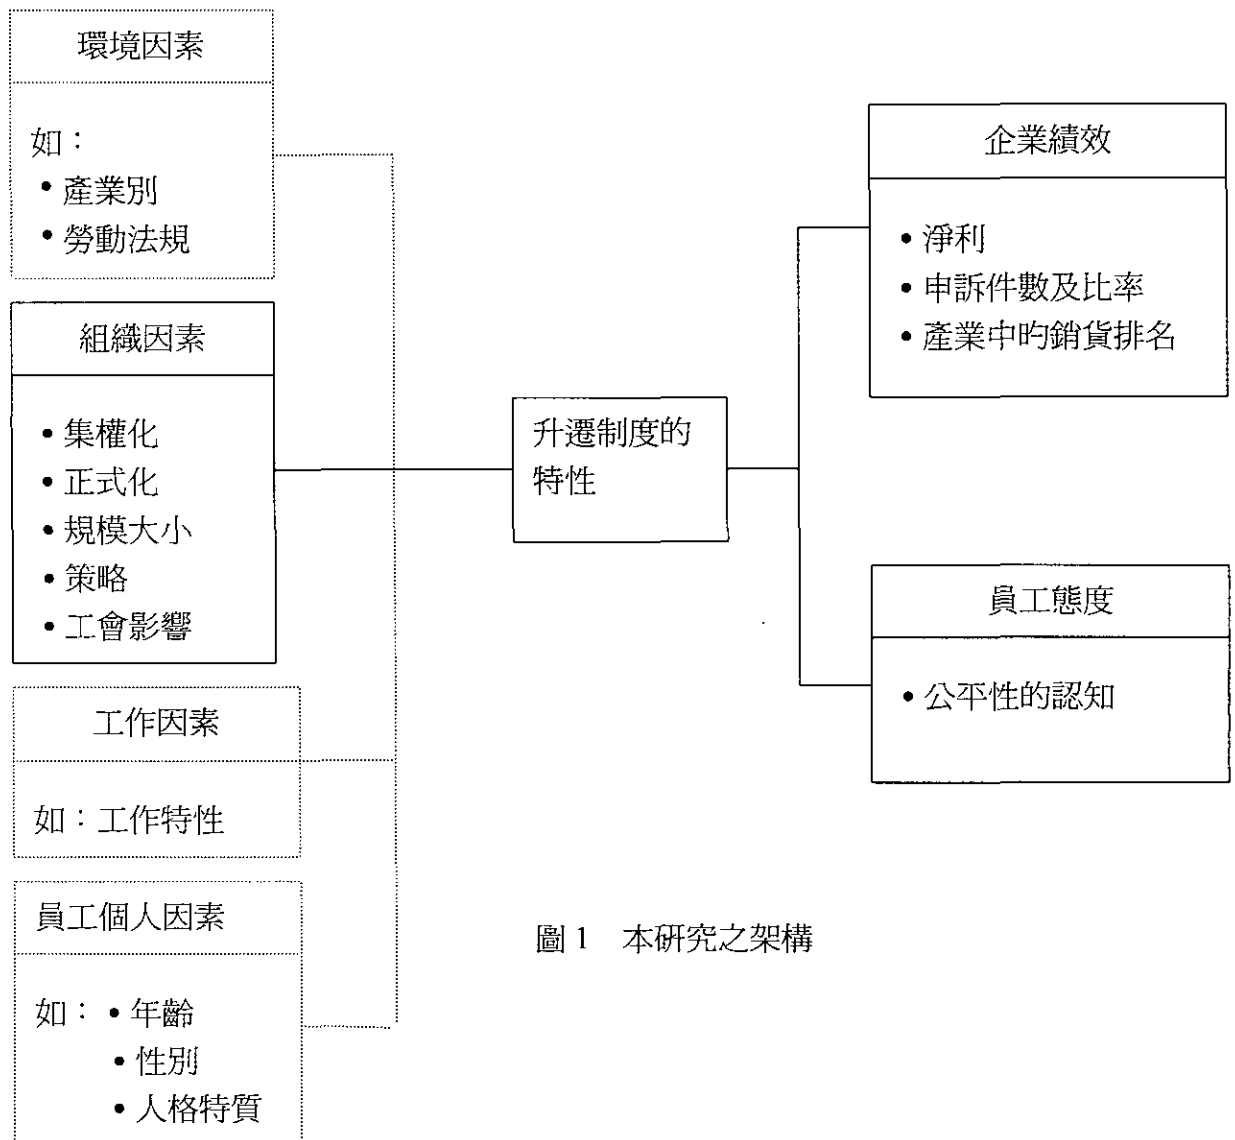 環境因素
如：
• 產業別
• 勞動法規
組織因素
• 集權化
• 正式化
• 規模大小
• 策略
• 工會影響
工作因素
如：工作特性
員工個人因素
如：• 年齡
• 性別
• 人格特質
升遷制度的
特性
企業績效
• 淨利
• 申訴件數及比率
• 產業中的銷貨排名
員工態度
• 公平性的認知
圖 1　本研究之架構